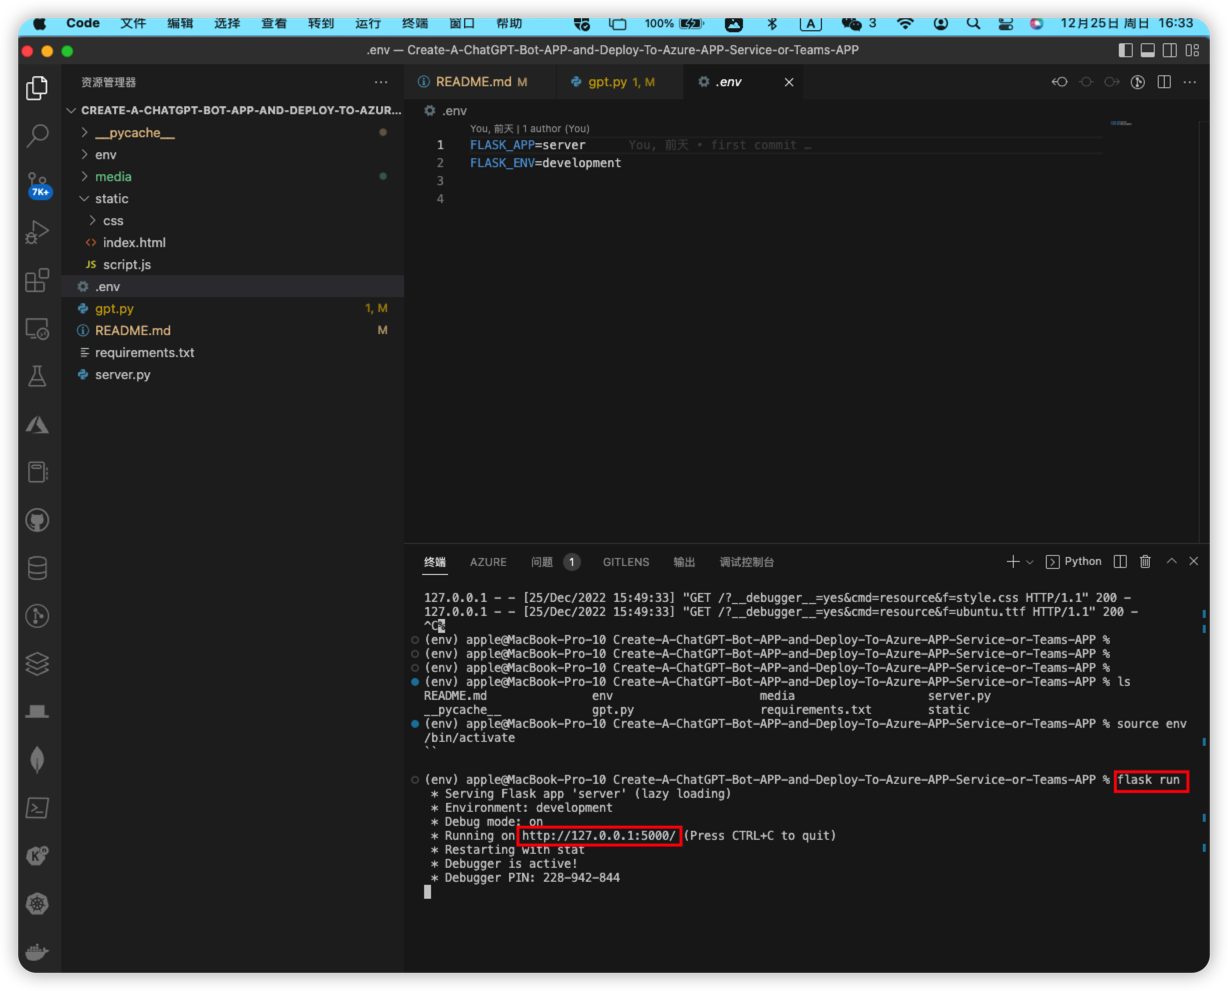 Code 文件 编辑 选择 查看 转到 运行 终端 窗口 帮助 100% A 3 12月25日 周日 16:33
.env — Create-A-ChatGPT-Bot-APP-and-Deploy-To-Azure-APP-Service-or-Teams-APP
资源管理器
README.md M
gpt.py 1, M
.env
CREATE-A-CHATGPT-BOT-APP-AND-DEPLOY-TO-AZUR...
__pycache__
env
media
static
css
index.html
JS script.js
.env
gpt.py 1, M
README.md M
requirements.txt
server.py
7K+
.env
You, 前天 | 1 author (You)
1 FLASK_APP=server You, 前天 • first commit …
2 FLASK_ENV=development
3
4
终端 AZURE 问题 1 GITLENS 输出 调试控制台 Python
127.0.0.1 - - [25/Dec/2022 15:49:33] "GET /?__debugger__=yes&cmd=resource&f=style.css HTTP/1.1" 200 -
127.0.0.1 - - [25/Dec/2022 15:49:33] "GET /?__debugger__=yes&cmd=resource&f=ubuntu.ttf HTTP/1.1" 200 -
^C%
(env) apple@MacBook-Pro-10 Create-A-ChatGPT-Bot-APP-and-Deploy-To-Azure-APP-Service-or-Teams-APP %
(env) apple@MacBook-Pro-10 Create-A-ChatGPT-Bot-APP-and-Deploy-To-Azure-APP-Service-or-Teams-APP %
(env) apple@MacBook-Pro-10 Create-A-ChatGPT-Bot-APP-and-Deploy-To-Azure-APP-Service-or-Teams-APP %
(env) apple@MacBook-Pro-10 Create-A-ChatGPT-Bot-APP-and-Deploy-To-Azure-APP-Service-or-Teams-APP % ls
README.md env media server.py
__pycache__ gpt.py requirements.txt static
(env) apple@MacBook-Pro-10 Create-A-ChatGPT-Bot-APP-and-Deploy-To-Azure-APP-Service-or-Teams-APP % source env
/bin/activate
``
(env) apple@MacBook-Pro-10 Create-A-ChatGPT-Bot-APP-and-Deploy-To-Azure-APP-Service-or-Teams-APP % flask run
* Serving Flask app 'server' (lazy loading)
* Environment: development
* Debug mode: on
* Running on http://127.0.0.1:5000/ (Press CTRL+C to quit)
* Restarting with stat
* Debugger is active!
* Debugger PIN: 228-942-844